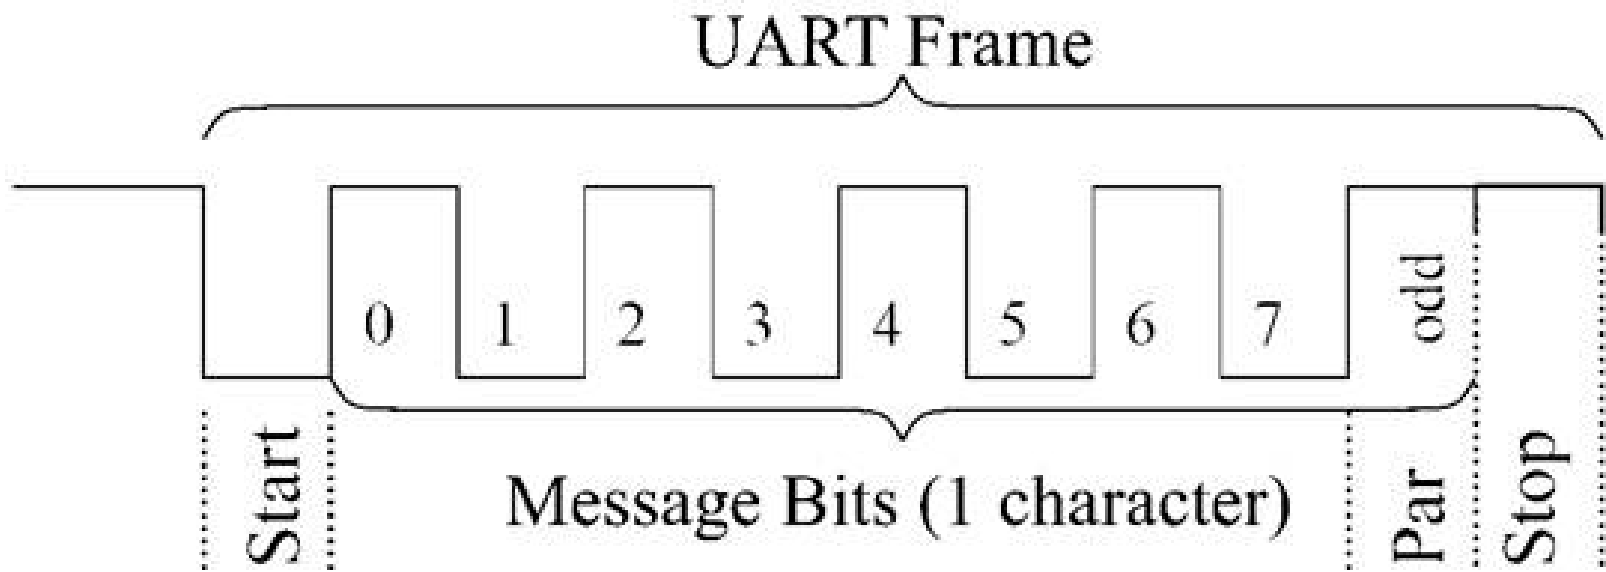 UART Frame
0 1 2 3 4 5 6 7 odd
Start
Message Bits (1 character)
Par
Stop